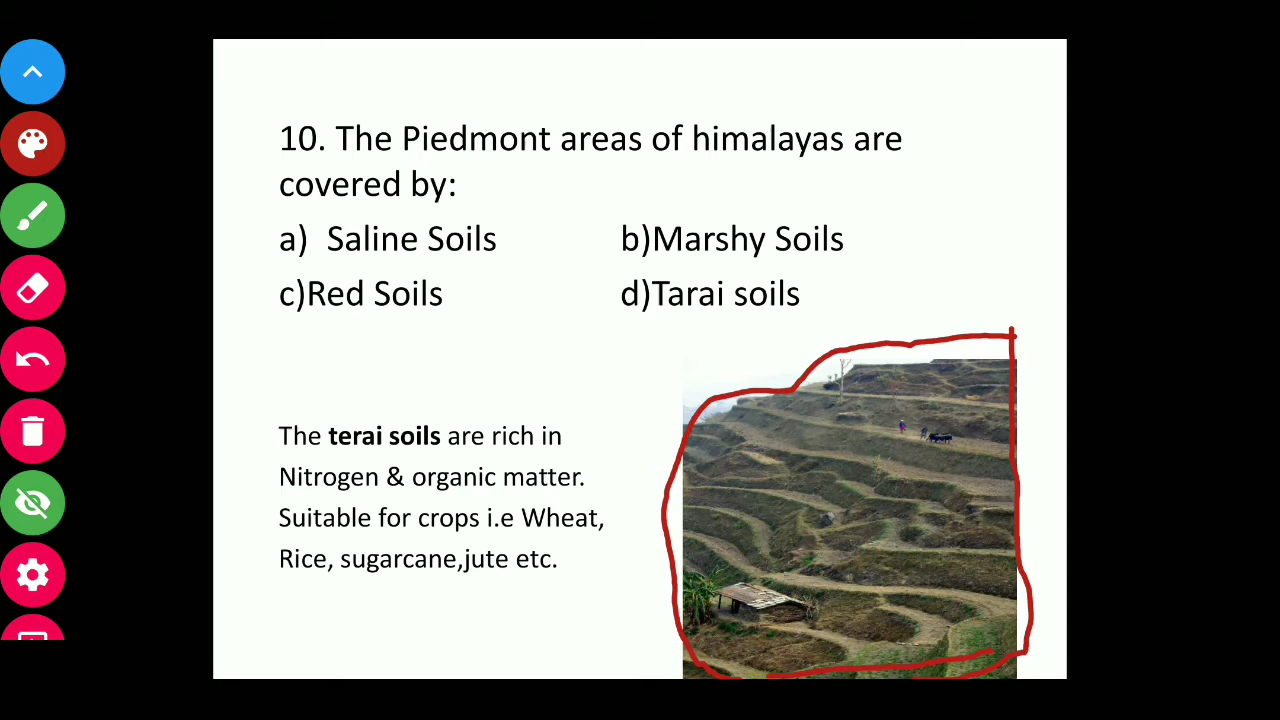 10. The Piedmont areas of himalayas are
covered by:
a) Saline Soils b)Marshy Soils
c)Red Soils d)Tarai soils
The terai soils are rich in
Nitrogen & organic matter.
Suitable for crops i.e Wheat,
Rice, sugarcane,jute etc.